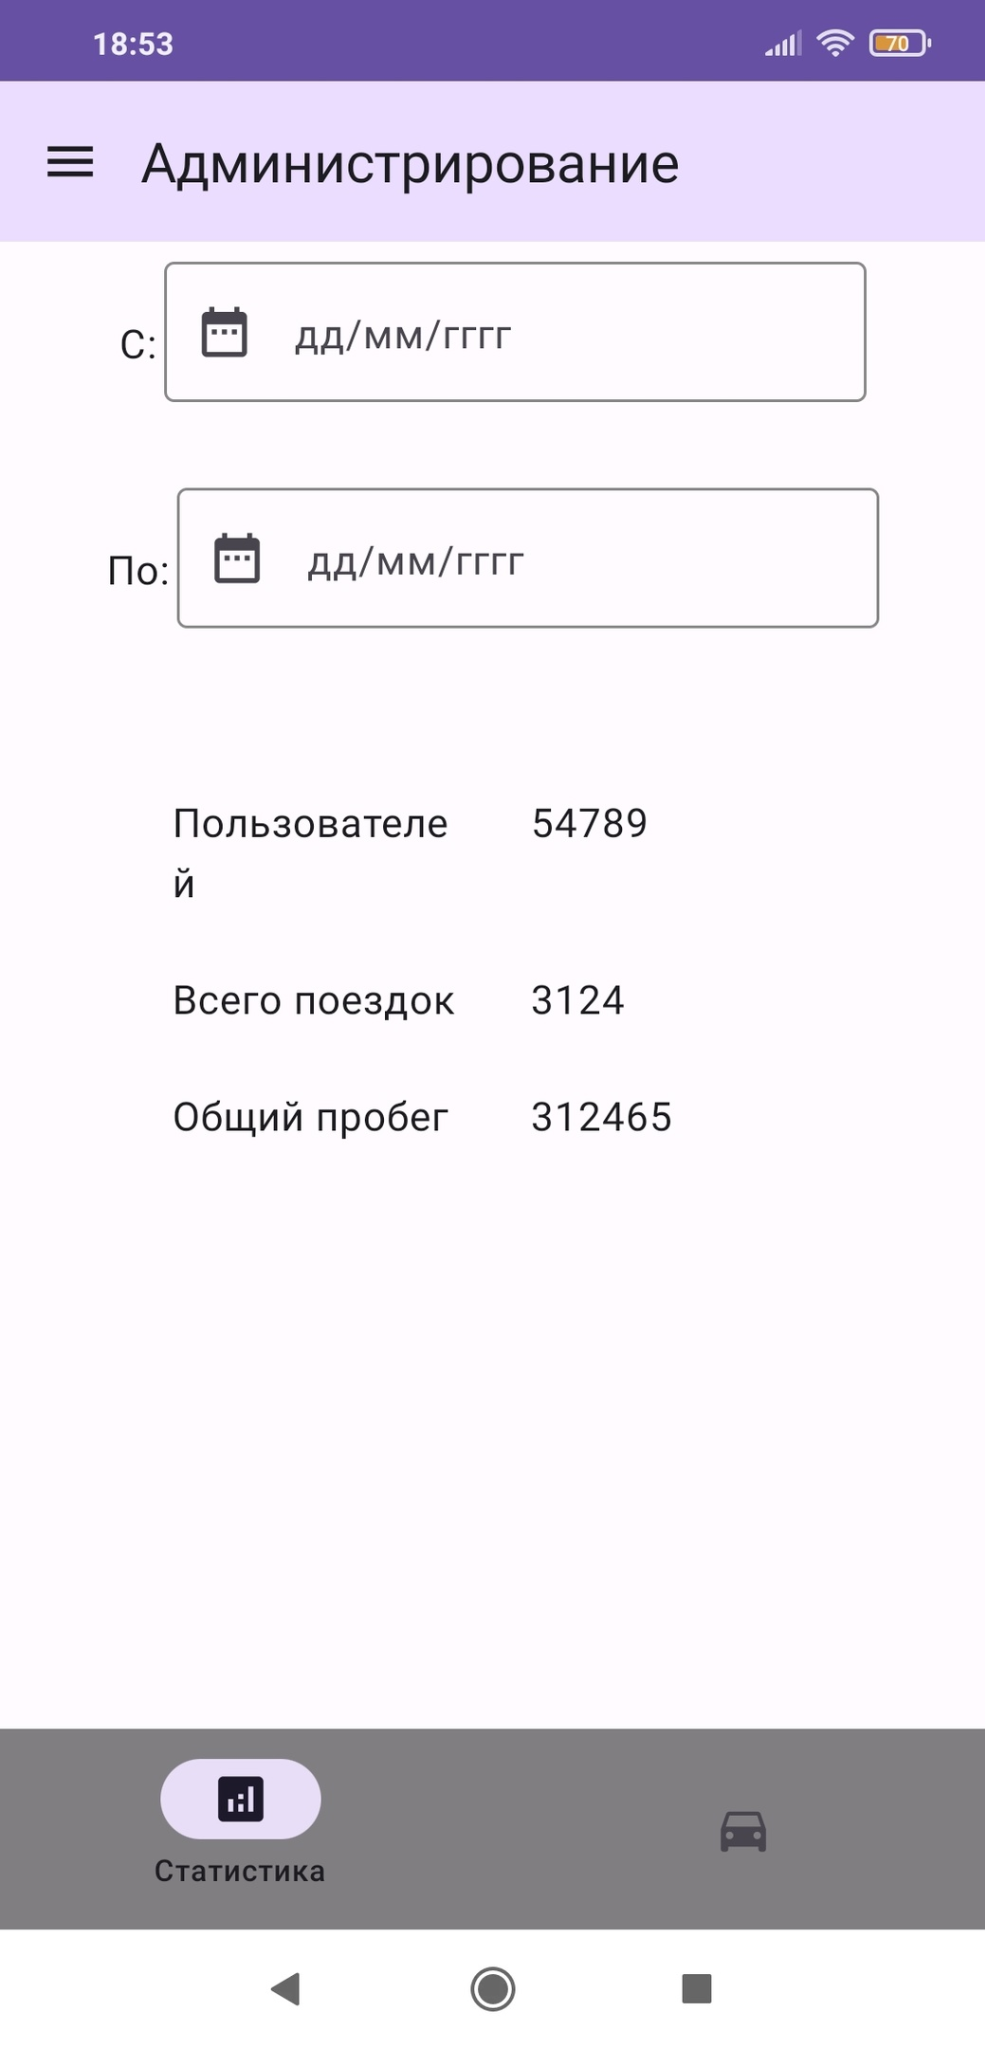 18:53
70
Администрирование
С:
дд/мм/гггг
По:
дд/мм/гггг
Пользователе
й
54789
Всего поездок
3124
Общий пробег
312465
Статистика